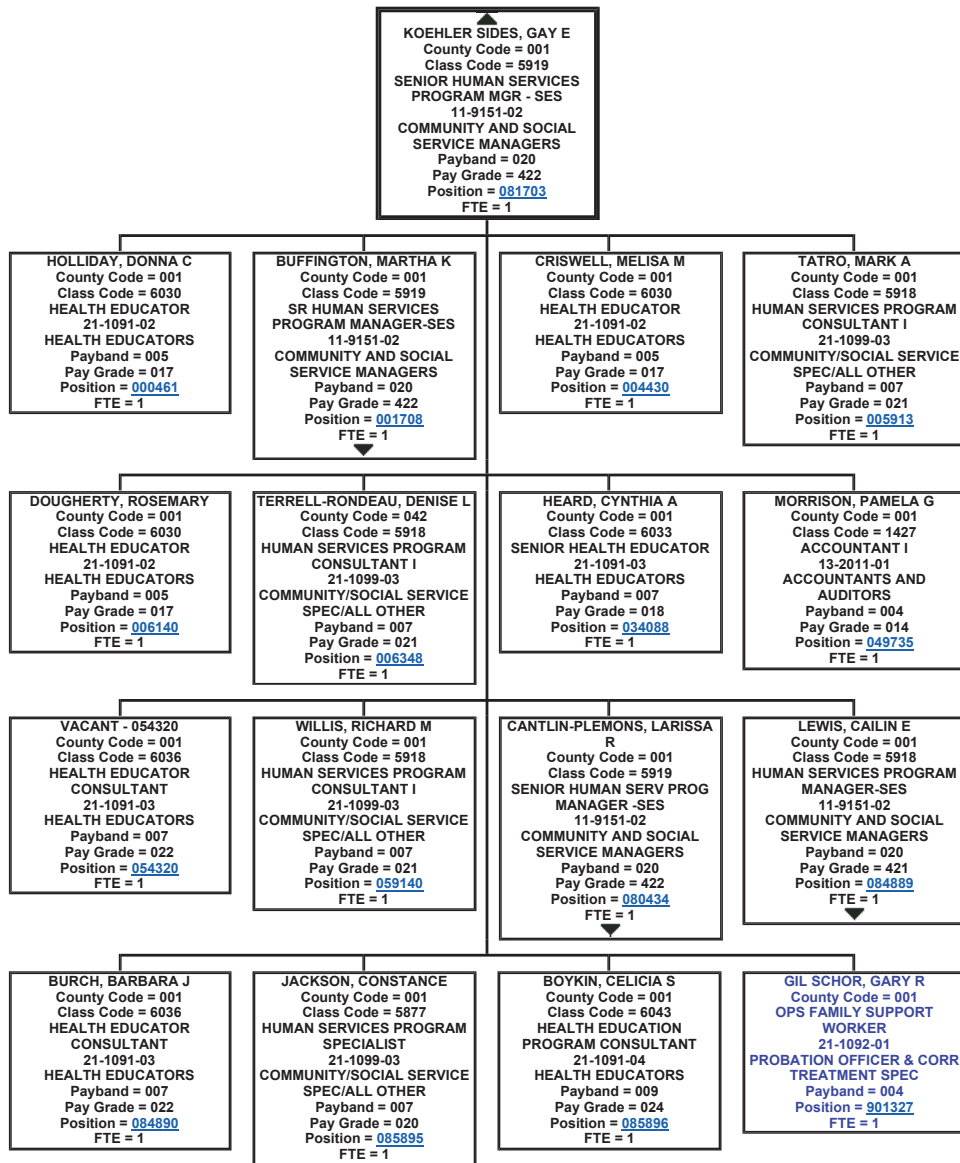 KOEHLER SIDES, GAY E
County Code = 001
Class Code = 5919
SENIOR HUMAN SERVICES
PROGRAM MGR - SES
11-9151-02
COMMUNITY AND SOCIAL
SERVICE MANAGERS
Payband = 020
Pay Grade = 422
Position = 081703
FTE = 1
HOLLIDAY, DONNA C
County Code = 001
Class Code = 6030
HEALTH EDUCATOR
21-1091-02
HEALTH EDUCATORS
Payband = 005
Pay Grade = 017
Position = 000461
FTE = 1
BUFFINGTON, MARTHA K
County Code = 001
Class Code = 5919
SR HUMAN SERVICES
PROGRAM MANAGER-SES
11-9151-02
COMMUNITY AND SOCIAL
SERVICE MANAGERS
Payband = 020
Pay Grade = 422
Position = 001708
FTE = 1
CRISWELL, MELISA M
County Code = 001
Class Code = 6030
HEALTH EDUCATOR
21-1091-02
HEALTH EDUCATORS
Payband = 005
Pay Grade = 017
Position = 004430
FTE = 1
TATRO, MARK A
County Code = 001
Class Code = 5918
HUMAN SERVICES PROGRAM
CONSULTANT I
21-1099-03
COMMUNITY/SOCIAL SERVICE
SPEC/ALL OTHER
Payband = 007
Pay Grade = 021
Position = 005913
FTE = 1
DOUGHERTY, ROSEMARY
County Code = 001
Class Code = 6030
HEALTH EDUCATOR
21-1091-02
HEALTH EDUCATORS
Payband = 005
Pay Grade = 017
Position = 006140
FTE = 1
TERRELL-RONDEAU, DENISE L
County Code = 042
Class Code = 5918
HUMAN SERVICES PROGRAM
CONSULTANT I
21-1099-03
COMMUNITY/SOCIAL SERVICE
SPEC/ALL OTHER
Payband = 007
Pay Grade = 021
Position = 006348
FTE = 1
HEARD, CYNTHIA A
County Code = 001
Class Code = 6033
SENIOR HEALTH EDUCATOR
21-1091-03
HEALTH EDUCATORS
Payband = 007
Pay Grade = 018
Position = 034088
FTE = 1
MORRISON, PAMELA G
County Code = 001
Class Code = 1427
ACCOUNTANT I
13-2011-01
ACCOUNTANTS AND
AUDITORS
Payband = 004
Pay Grade = 014
Position = 049735
FTE = 1
VACANT - 054320
County Code = 001
Class Code = 6036
HEALTH EDUCATOR
CONSULTANT
21-1091-03
HEALTH EDUCATORS
Payband = 007
Pay Grade = 022
Position = 054320
FTE = 1
WILLIS, RICHARD M
County Code = 001
Class Code = 5918
HUMAN SERVICES PROGRAM
CONSULTANT I
21-1099-03
COMMUNITY/SOCIAL SERVICE
SPEC/ALL OTHER
Payband = 007
Pay Grade = 021
Position = 059140
FTE = 1
CANTLIN-PLEMONS, LARISSA
R
County Code = 001
Class Code = 5919
SENIOR HUMAN SERV PROG
MANAGER -SES
11-9151-02
COMMUNITY AND SOCIAL
SERVICE MANAGERS
Payband = 020
Pay Grade = 422
Position = 080434
FTE = 1
LEWIS, CAILIN E
County Code = 001
Class Code = 5918
HUMAN SERVICES PROGRAM
MANAGER-SES
11-9151-02
COMMUNITY AND SOCIAL
SERVICE MANAGERS
Payband = 020
Pay Grade = 421
Position = 084889
FTE = 1
BURCH, BARBARA J
County Code = 001
Class Code = 6036
HEALTH EDUCATOR
CONSULTANT
21-1091-03
HEALTH EDUCATORS
Payband = 007
Pay Grade = 022
Position = 084890
FTE = 1
JACKSON, CONSTANCE
County Code = 001
Class Code = 5877
HUMAN SERVICES PROGRAM
SPECIALIST
21-1099-03
COMMUNITY/SOCIAL SERVICE
SPEC/ALL OTHER
Payband = 007
Pay Grade = 020
Position = 085895
FTE = 1
BOYKIN, CELICIA S
County Code = 001
Class Code = 6043
HEALTH EDUCATION
PROGRAM CONSULTANT
21-1091-04
HEALTH EDUCATORS
Payband = 009
Pay Grade = 024
Position = 085896
FTE = 1
GIL SCHOR, GARY R
County Code = 001
OPS FAMILY SUPPORT
WORKER
21-1092-01
PROBATION OFFICER & CORR
TREATMENT SPEC
Payband = 004
Position = 901327
FTE = 1